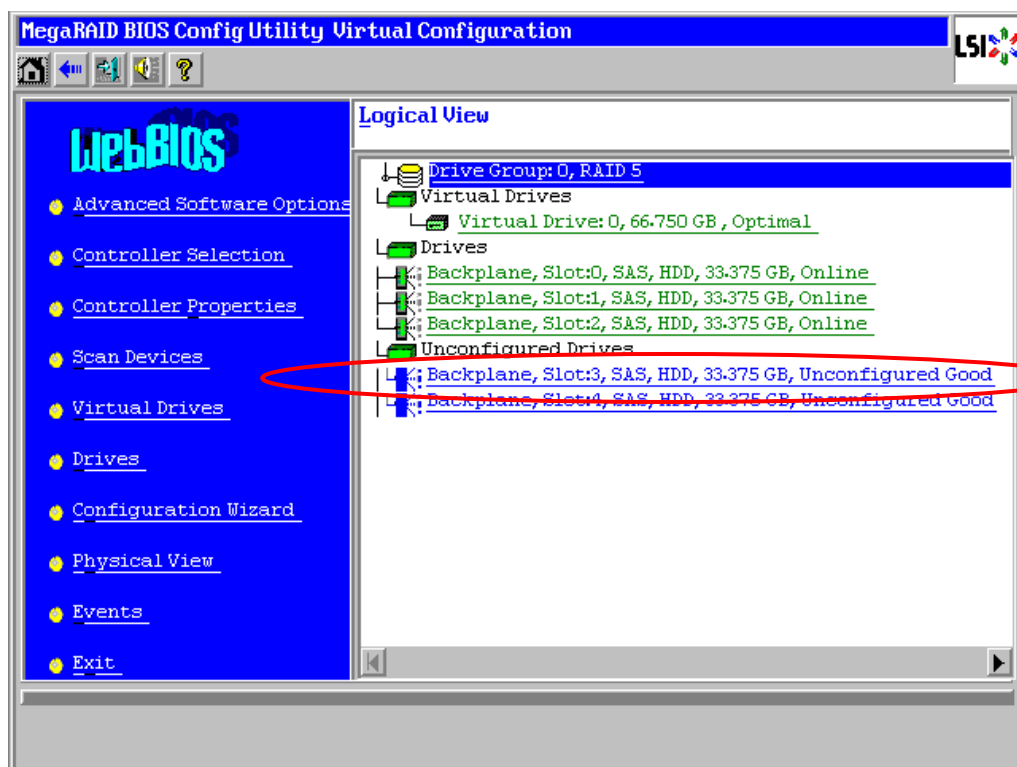 MegaRAID BIOS Config Utility Virtual Configuration
LSI
WebBIOS
Advanced Software Options
Controller Selection
Controller Properties
Scan Devices
Virtual Drives
Drives
Configuration Wizard
Physical View
Events
Exit
Logical View
Drive Group: 0, RAID 5
Virtual Drives
Virtual Drive: 0, 66.750 GB , Optimal
Drives
Backplane, Slot:0, SAS, HDD, 33.375 GB, Online
Backplane, Slot:1, SAS, HDD, 33.375 GB, Online
Backplane, Slot:2, SAS, HDD, 33.375 GB, Online
Unconfigured Drives
Backplane, Slot:3, SAS, HDD, 33.375 GB, Unconfigured Good
Backplane, Slot:4, SAS, HDD, 33.375 GB, Unconfigured Good